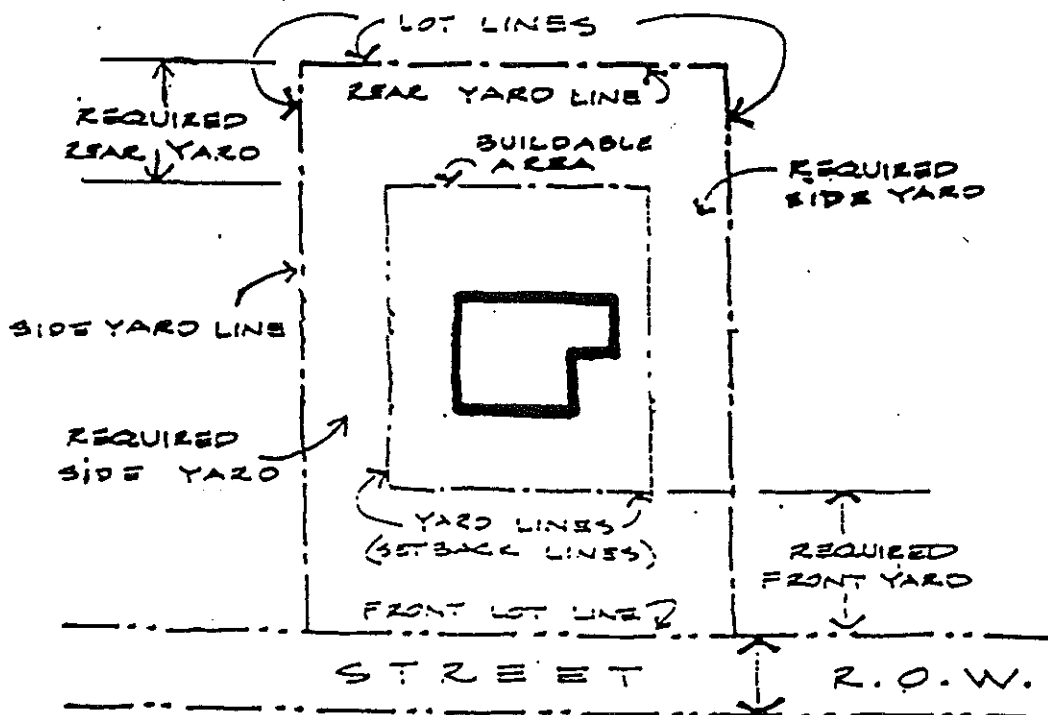 LOT LINES
REAR YARD LINE
REQUIRED
REAR YARD
BUILDABLE
AREA
REQUIRED
SIDE YARD
SIDE YARD LINE
REQUIRED
SIDE YARD
YARD LINES
(SETBACK LINES)
REQUIRED
FRONT YARD
FRONT LOT LINE
STREET R.O.W.